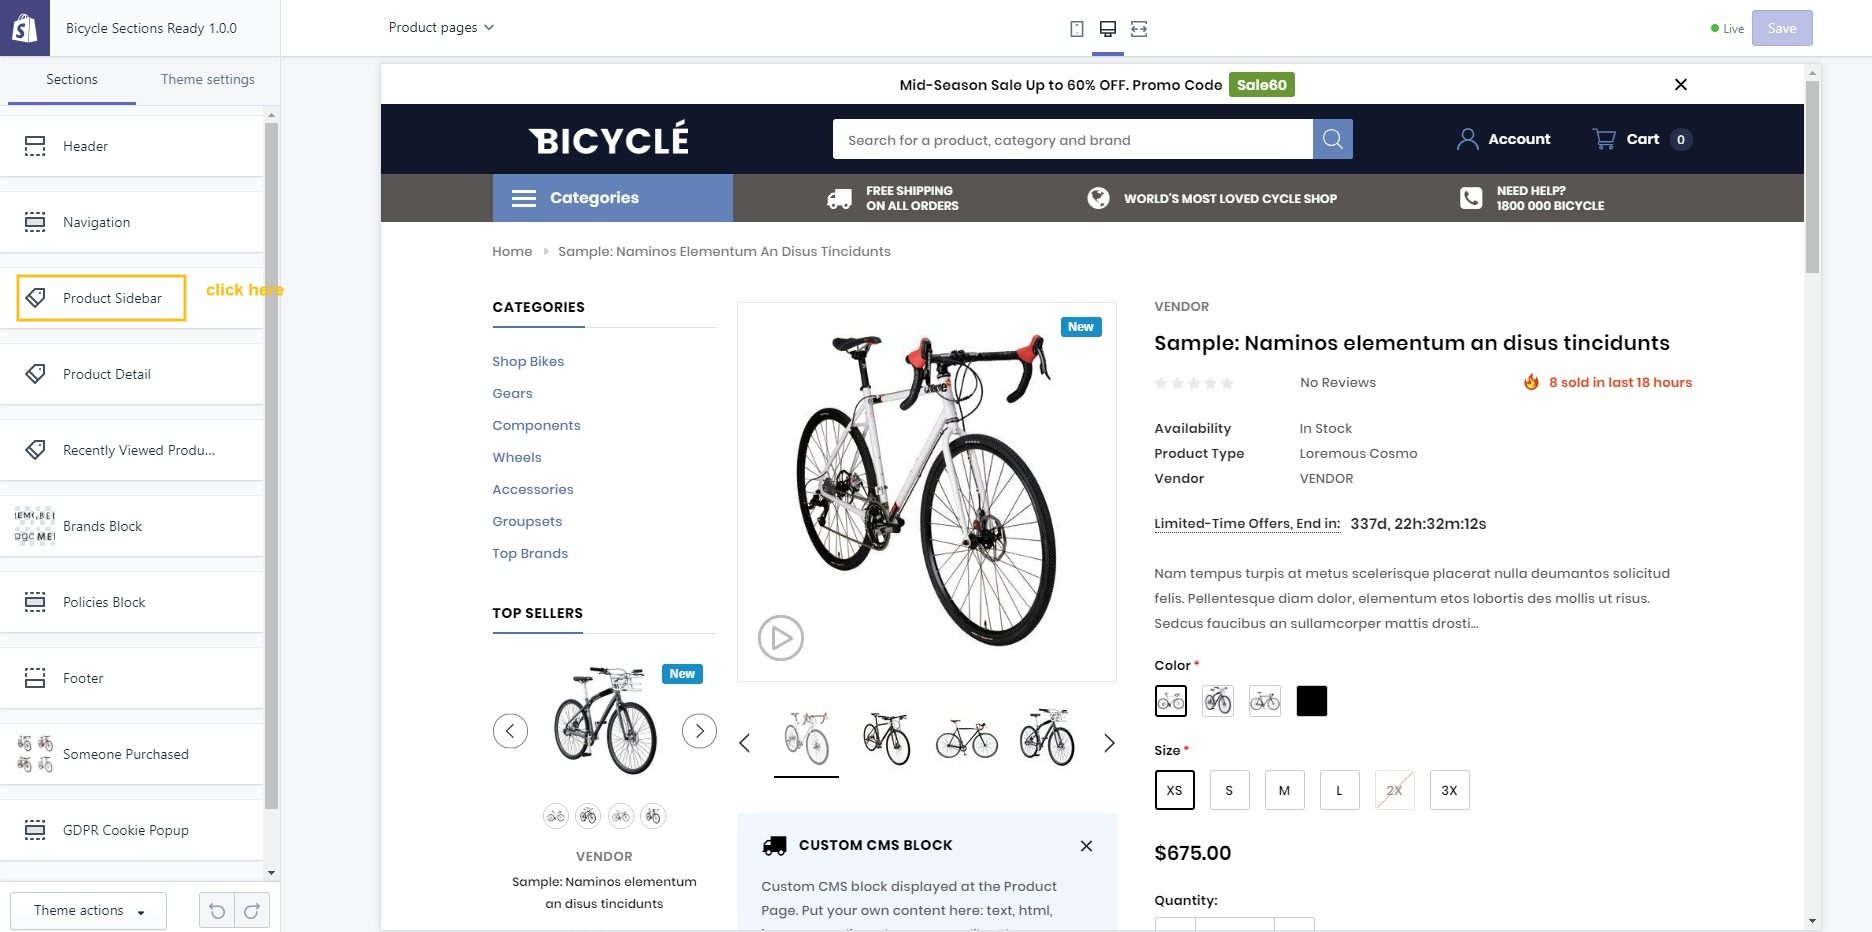 Bicycle Sections Ready 1.0.0
Product pages
Live
Save
Sections
Theme settings
Header
Navigation
Product Sidebar
click here
Product Detail
Recently Viewed Produ...
Brands Block
Policies Block
Footer
Someone Purchased
GDPR Cookie Popup
Theme actions
Mid-Season Sale Up to 60% OFF. Promo Code Sale60
BICYCLÉ
Search for a product, category and brand
Account
Cart 0
Categories
FREE SHIPPING
ON ALL ORDERS
WORLD'S MOST LOVED CYCLE SHOP
NEED HELP?
1800 000 BICYCLE
Home
Sample: Naminos Elementum An Disus Tincidunts
CATEGORIES
Shop Bikes
Gears
Components
Wheels
Accessories
Groupsets
Top Brands
TOP SELLERS
New
VENDOR
Sample: Naminos elementum
an disus tincidunts
New
CUSTOM CMS BLOCK
Custom CMS block displayed at the Product
Page. Put your own content here: text, html,
VENDOR
Sample: Naminos elementum an disus tincidunts
No Reviews
8 sold in last 18 hours
Availability In Stock
Product Type Loremous Cosmo
Vendor VENDOR
Limited-Time Offers, End in: 337d, 22h:32m:12s
Nam tempus turpis at metus scelerisque placerat nulla deumantos solicitud
felis. Pellentesque diam dolor, elementum etos lobortis des mollis ut risus.
Sedcus faucibus an sullamcorper mattis drosti...
Color *
Size *
XS S M L 2X 3X
$675.00
Quantity: